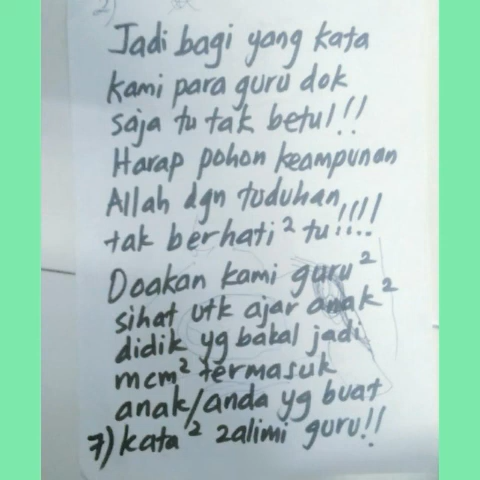 2)
Jadi bagi yang kata
kami para guru dok
saja tu tak betul!!
Harap pohon keampunan
Allah dgn tuduhan
tak berhati² tu!!!!..
Doakan kami guru²
sihat utk ajar anak²
didik yg bakal jadi
mcm² termasuk
anak/anda yg buat
7) kata² zalimi guru!!